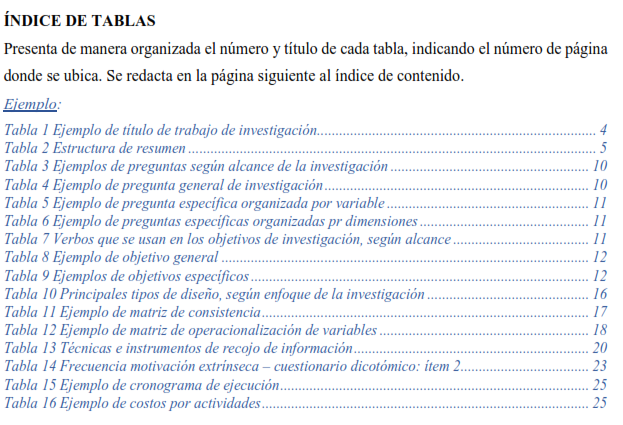 ÍNDICE DE TABLAS
Presenta de manera organizada el número y título de cada tabla, indicando el número de página
donde se ubica. Se redacta en la página siguiente al índice de contenido.
Ejemplo:
Tabla 1 Ejemplo de título de trabajo de investigación........................................................................... 4
Tabla 2 Estructura de resumen ............................................................................................................. 5
Tabla 3 Ejemplos de preguntas según alcance de la investigación ..................................................... 10
Tabla 4 Ejemplo de pregunta general de investigación....................................................................... 10
Tabla 5 Ejemplo de pregunta específica organizada por variable ...................................................... 11
Tabla 6 Ejemplo de preguntas específicas organizadas pr dimensiones ............................................. 11
Tabla 7 Verbos que se usan en los objetivos de investigación, según alcance .................................... 11
Tabla 8 Ejemplo de objetivo general ................................................................................................... 12
Tabla 9 Ejemplos de objetivos específicos ........................................................................................... 12
Tabla 10 Principales tipos de diseño, según enfoque de la investigación ........................................... 16
Tabla 11 Ejemplo de matriz de consistencia........................................................................................ 17
Tabla 12 Ejemplo de matriz de operacionalización de variables ........................................................ 18
Tabla 13 Técnicas e instrumentos de recojo de información............................................................... 20
Tabla 14 Frecuencia motivación extrínseca – cuestionario dicotómico: ítem 2.................................. 23
Tabla 15 Ejemplo de cronograma de ejecución................................................................................... 25
Tabla 16 Ejemplo de costos por actividades........................................................................................ 25